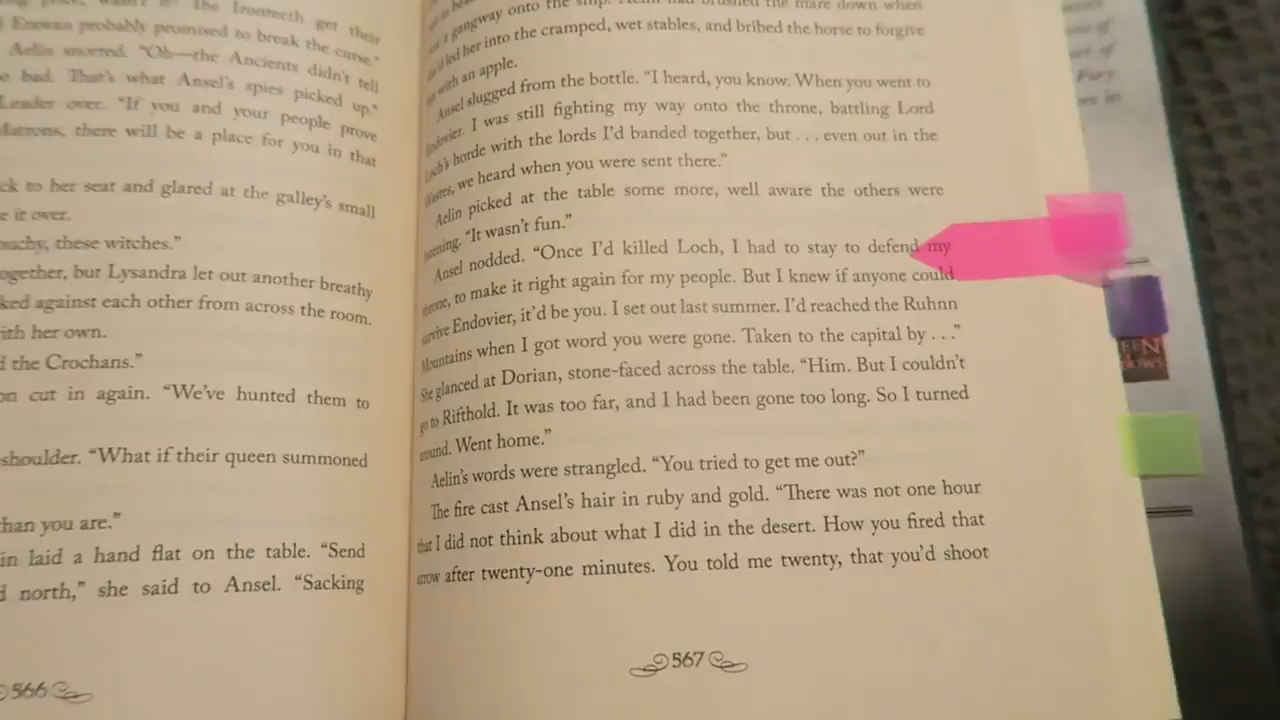 The Ironteeth get their
Erawan probably promised to break the curse."
Aelin snorted. "Oh—the Ancients didn't tell
bad. That's what Ansel's spies picked up."
Leader over. "If you and your people prove
Matrons, there will be a place for you in that
to her seat and glared at the galley's small
it over.
these witches."
but Lysandra let out another breathy
against each other from across the room.
her own.
the Crochans."
cut in again. "We've hunted them to
shoulder. "What if their queen summoned
than you are."
laid a hand flat on the table. "Send
north," she said to Ansel. "Sacking
566
gangway onto the ship. had brushed the mare down when
led her into the cramped, wet stables, and bribed the horse to forgive
with an apple.
Ansel slugged from the bottle. "I heard, you know. When you went to
Endovier. I was still fighting my way onto the throne, battling Lord
Loch's horde with the lords I'd banded together, but . . . even out in the
Wastes, we heard when you were sent there."
Aelin picked at the table some more, well aware the others were
"It wasn't fun."
Ansel nodded. "Once I'd killed Loch, I had to stay to defend my
to make it right again for my people. But I knew if anyone could
survive Endovier, it'd be you. I set out last summer. I'd reached the Ruhnn
Mountains when I got word you were gone. Taken to the capital by . . ."
She glanced at Dorian, stone-faced across the table. "Him. But I couldn't
go to Rifthold. It was too far, and I had been gone too long. So I turned
Went home."
Aelin's words were strangled. "You tried to get me out?"
The fire cast Ansel's hair in ruby and gold. "There was not one hour
that I did not think about what I did in the desert. How you fired that
after twenty-one minutes. You told me twenty, that you'd shoot
567
of
of
Fury
in